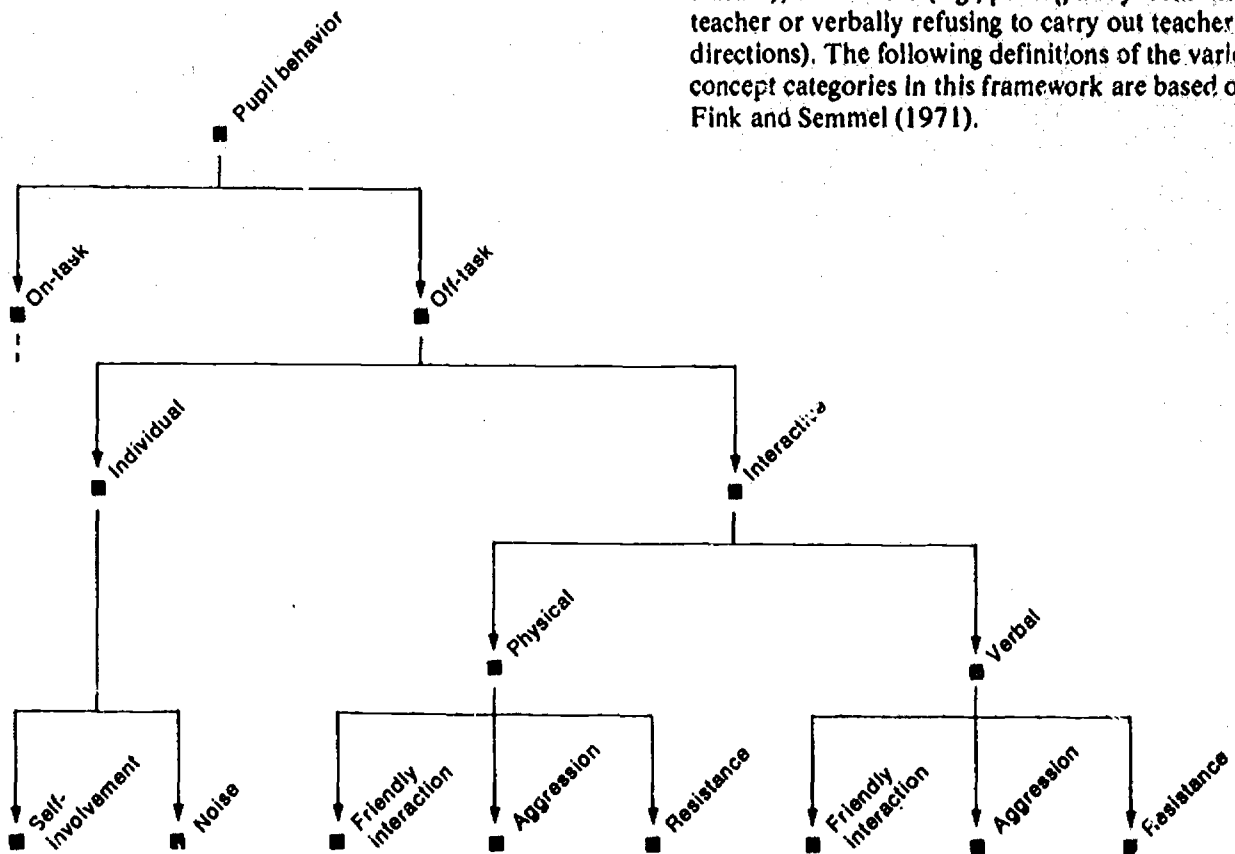 teacher or verbally refusing to carry out teacher
directions). The following definitions of the
concept categories in this framework are based
Fink and Semmel (1971).
Pupil behavior
On-task
Off-task
Individual
Interactive
Physical
Verbal
Self-
involvement
Noise
Friendly
interaction
Aggression
Resistance
Friendly
interaction
Aggression
Resistance